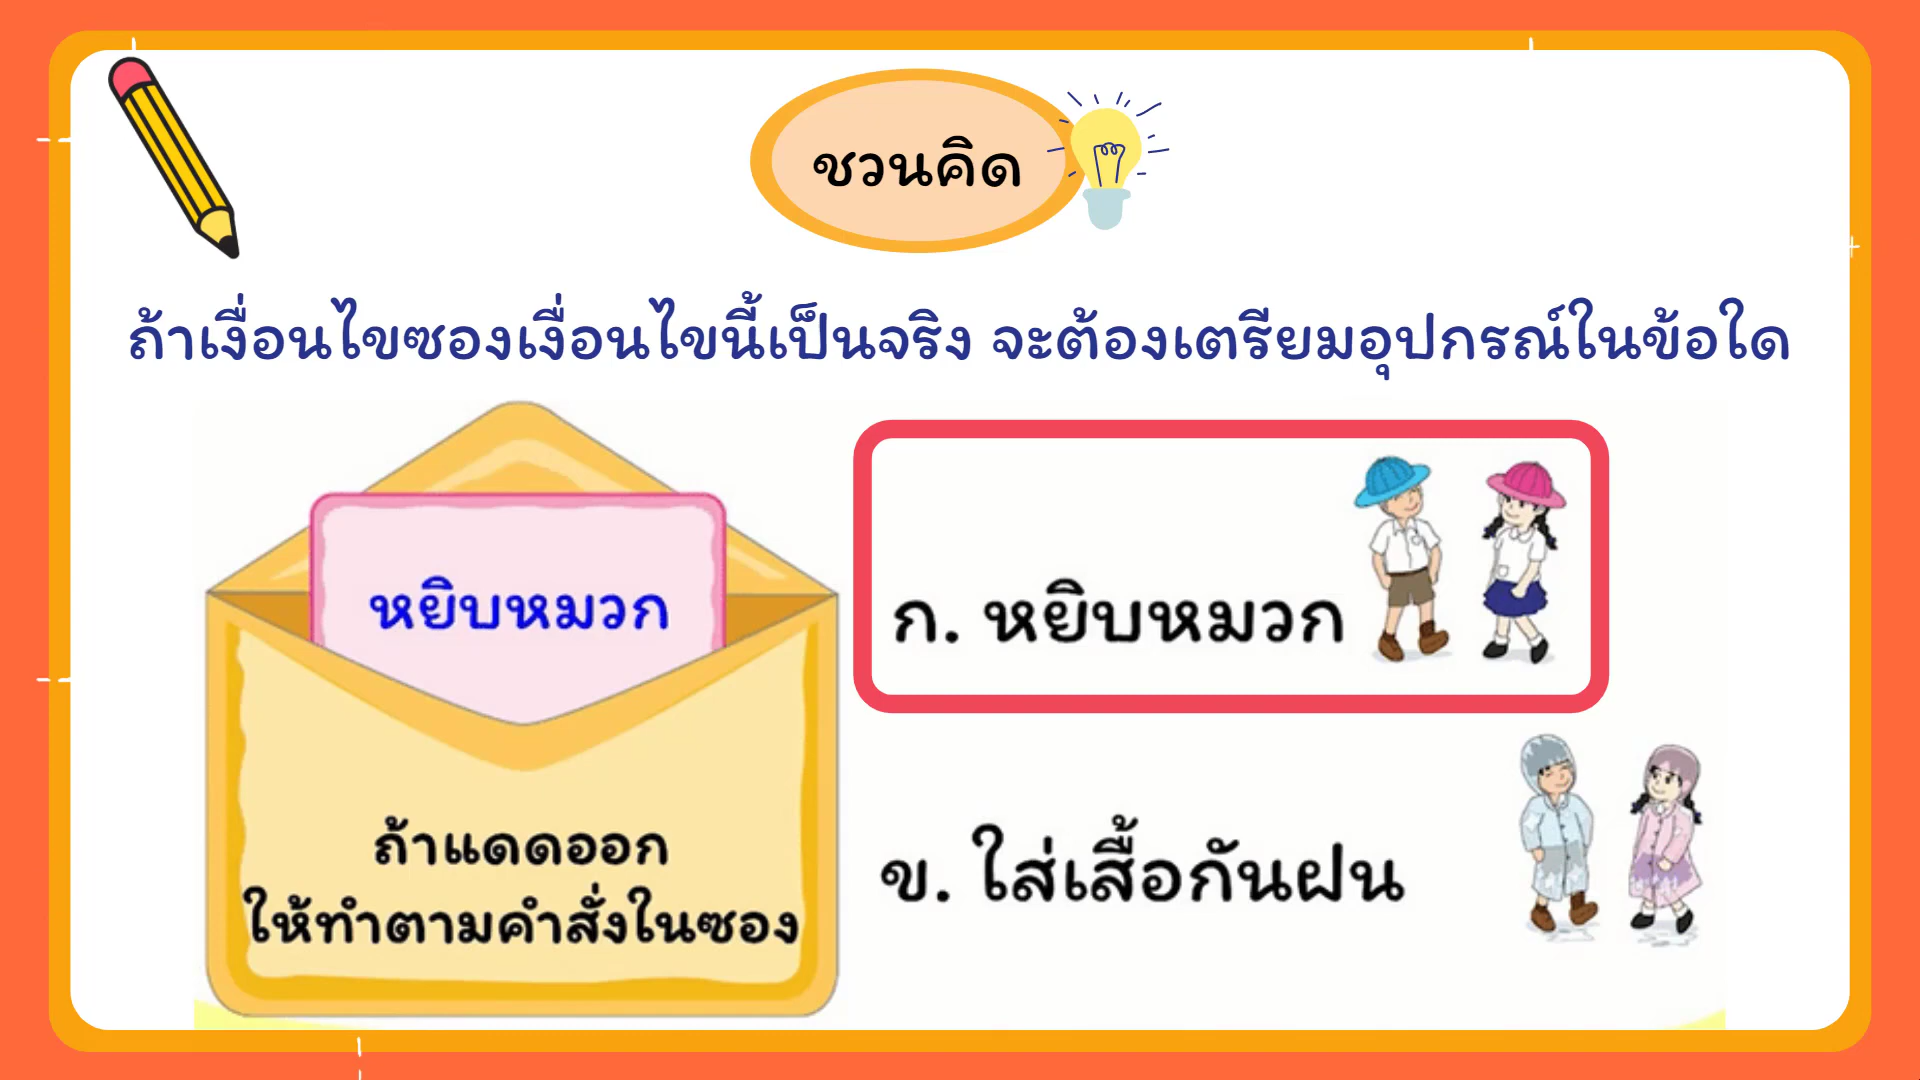 ชวนคิด
ถ้าเงื่อนไขซองเงื่อนไขนี้เป็นจริง จะต้องเตรียมอุปกรณ์ในข้อใด
หยิบหมวก
ถ้าแดดออก
ให้ทำตามคำสั่งในซอง
ก. หยิบหมวก
ข. ใส่เสื้อกันฝน